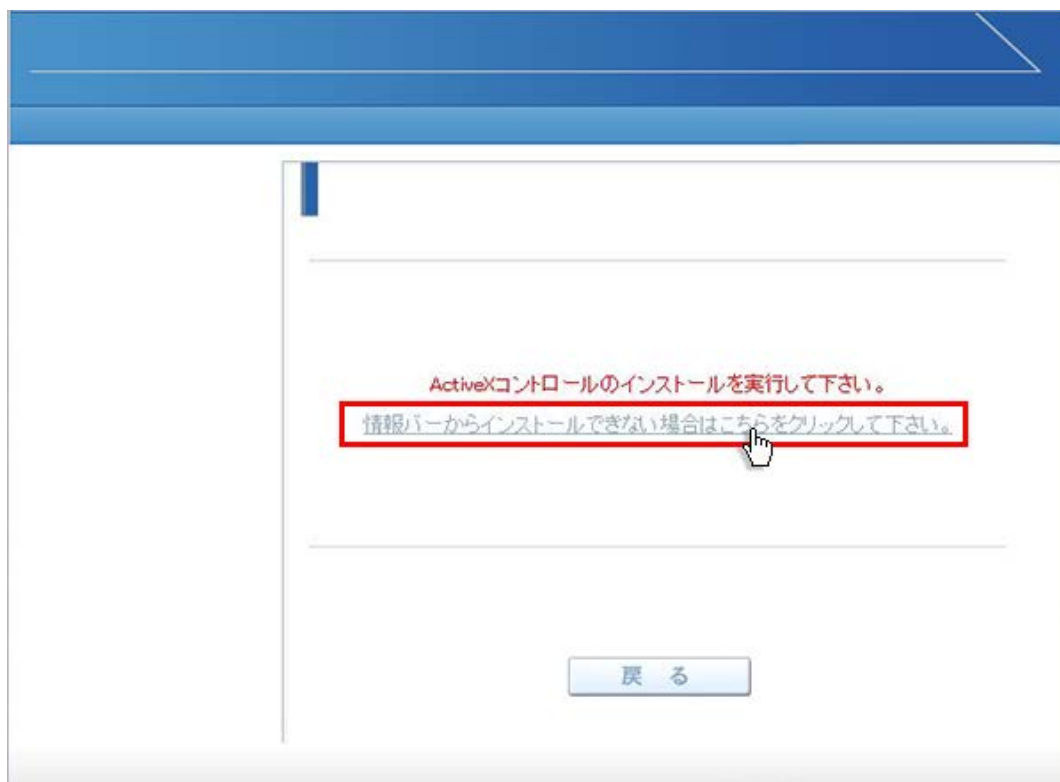 ActiveXコントロールのインストールを実行して下さい。
情報バーからインストールできない場合はこちらをクリックして下さい。
戻 る